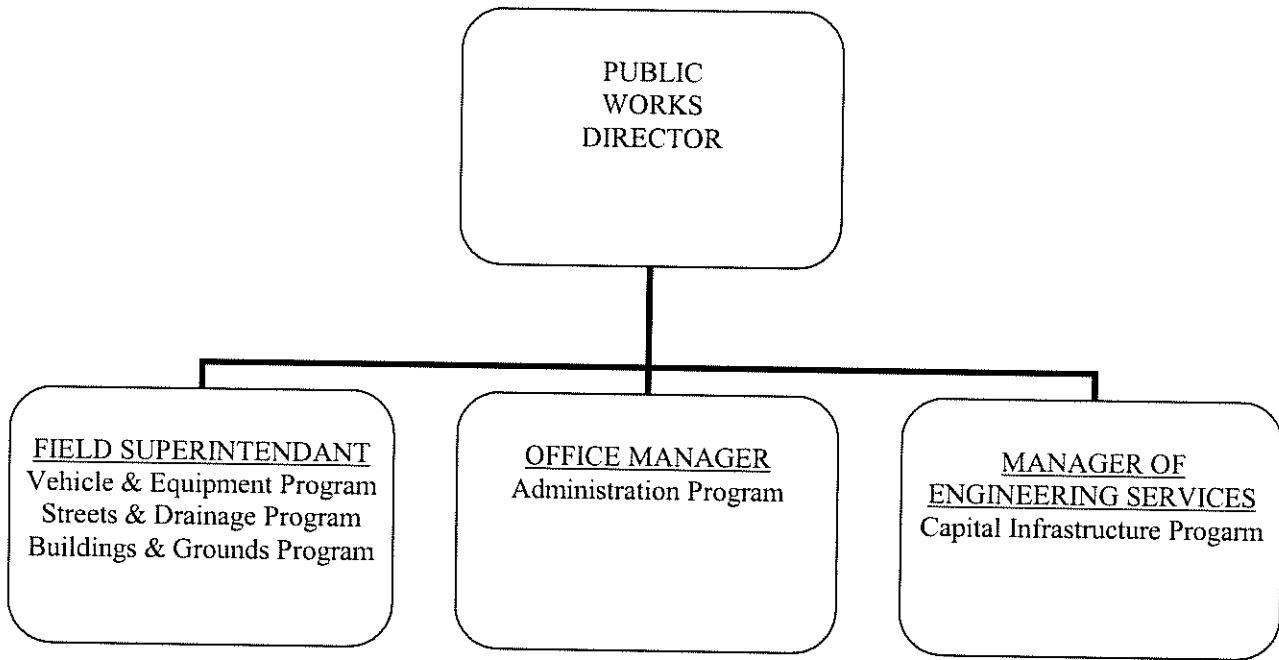 PUBLIC
WORKS
DIRECTOR
FIELD SUPERINTENDANT
Vehicle & Equipment Program
Streets & Drainage Program
Buildings & Grounds Program
OFFICE MANAGER
Administration Program
MANAGER OF
ENGINEERING SERVICES
Capital Infrastructure Progarm